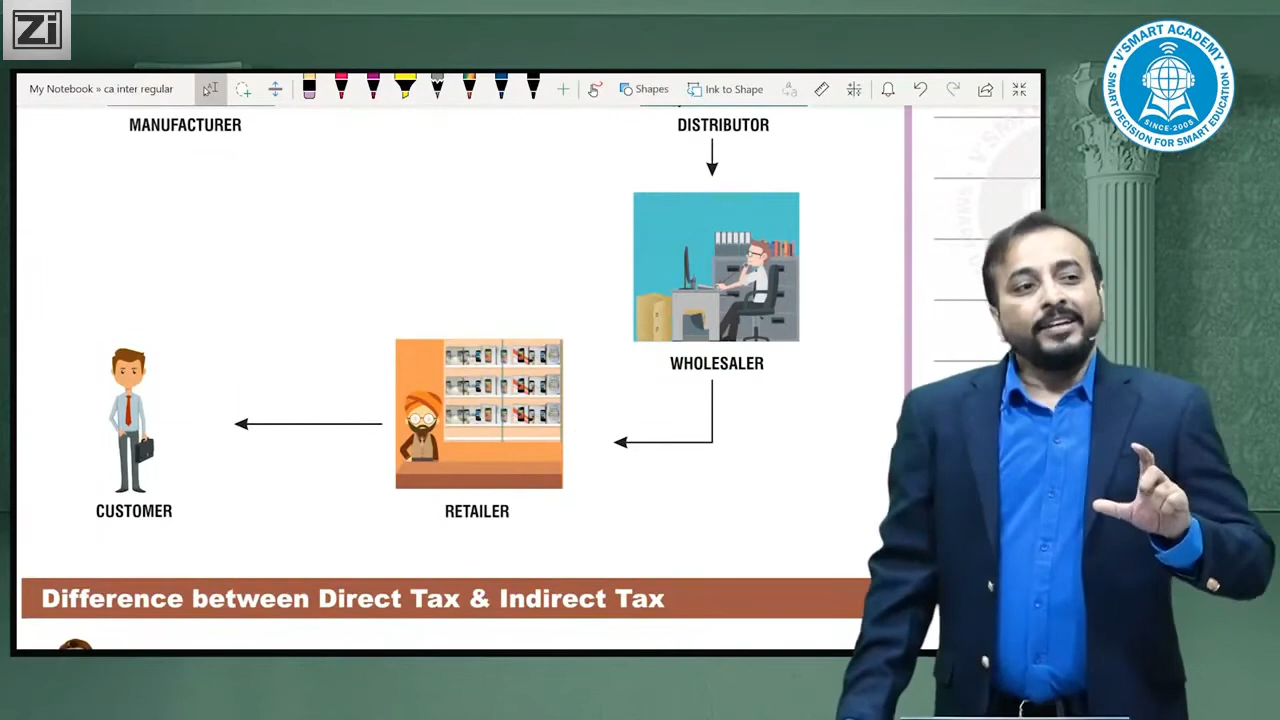 Zi
V'SMART ACADEMY
SMART DECISION FOR SMART EDUCATION
SINCE-2005
My Notebook » ca inter regular
Shapes
Ink to Shape
MANUFACTURER
DISTRIBUTOR
WHOLESALER
CUSTOMER
RETAILER
Difference between Direct Tax & Indirect Tax